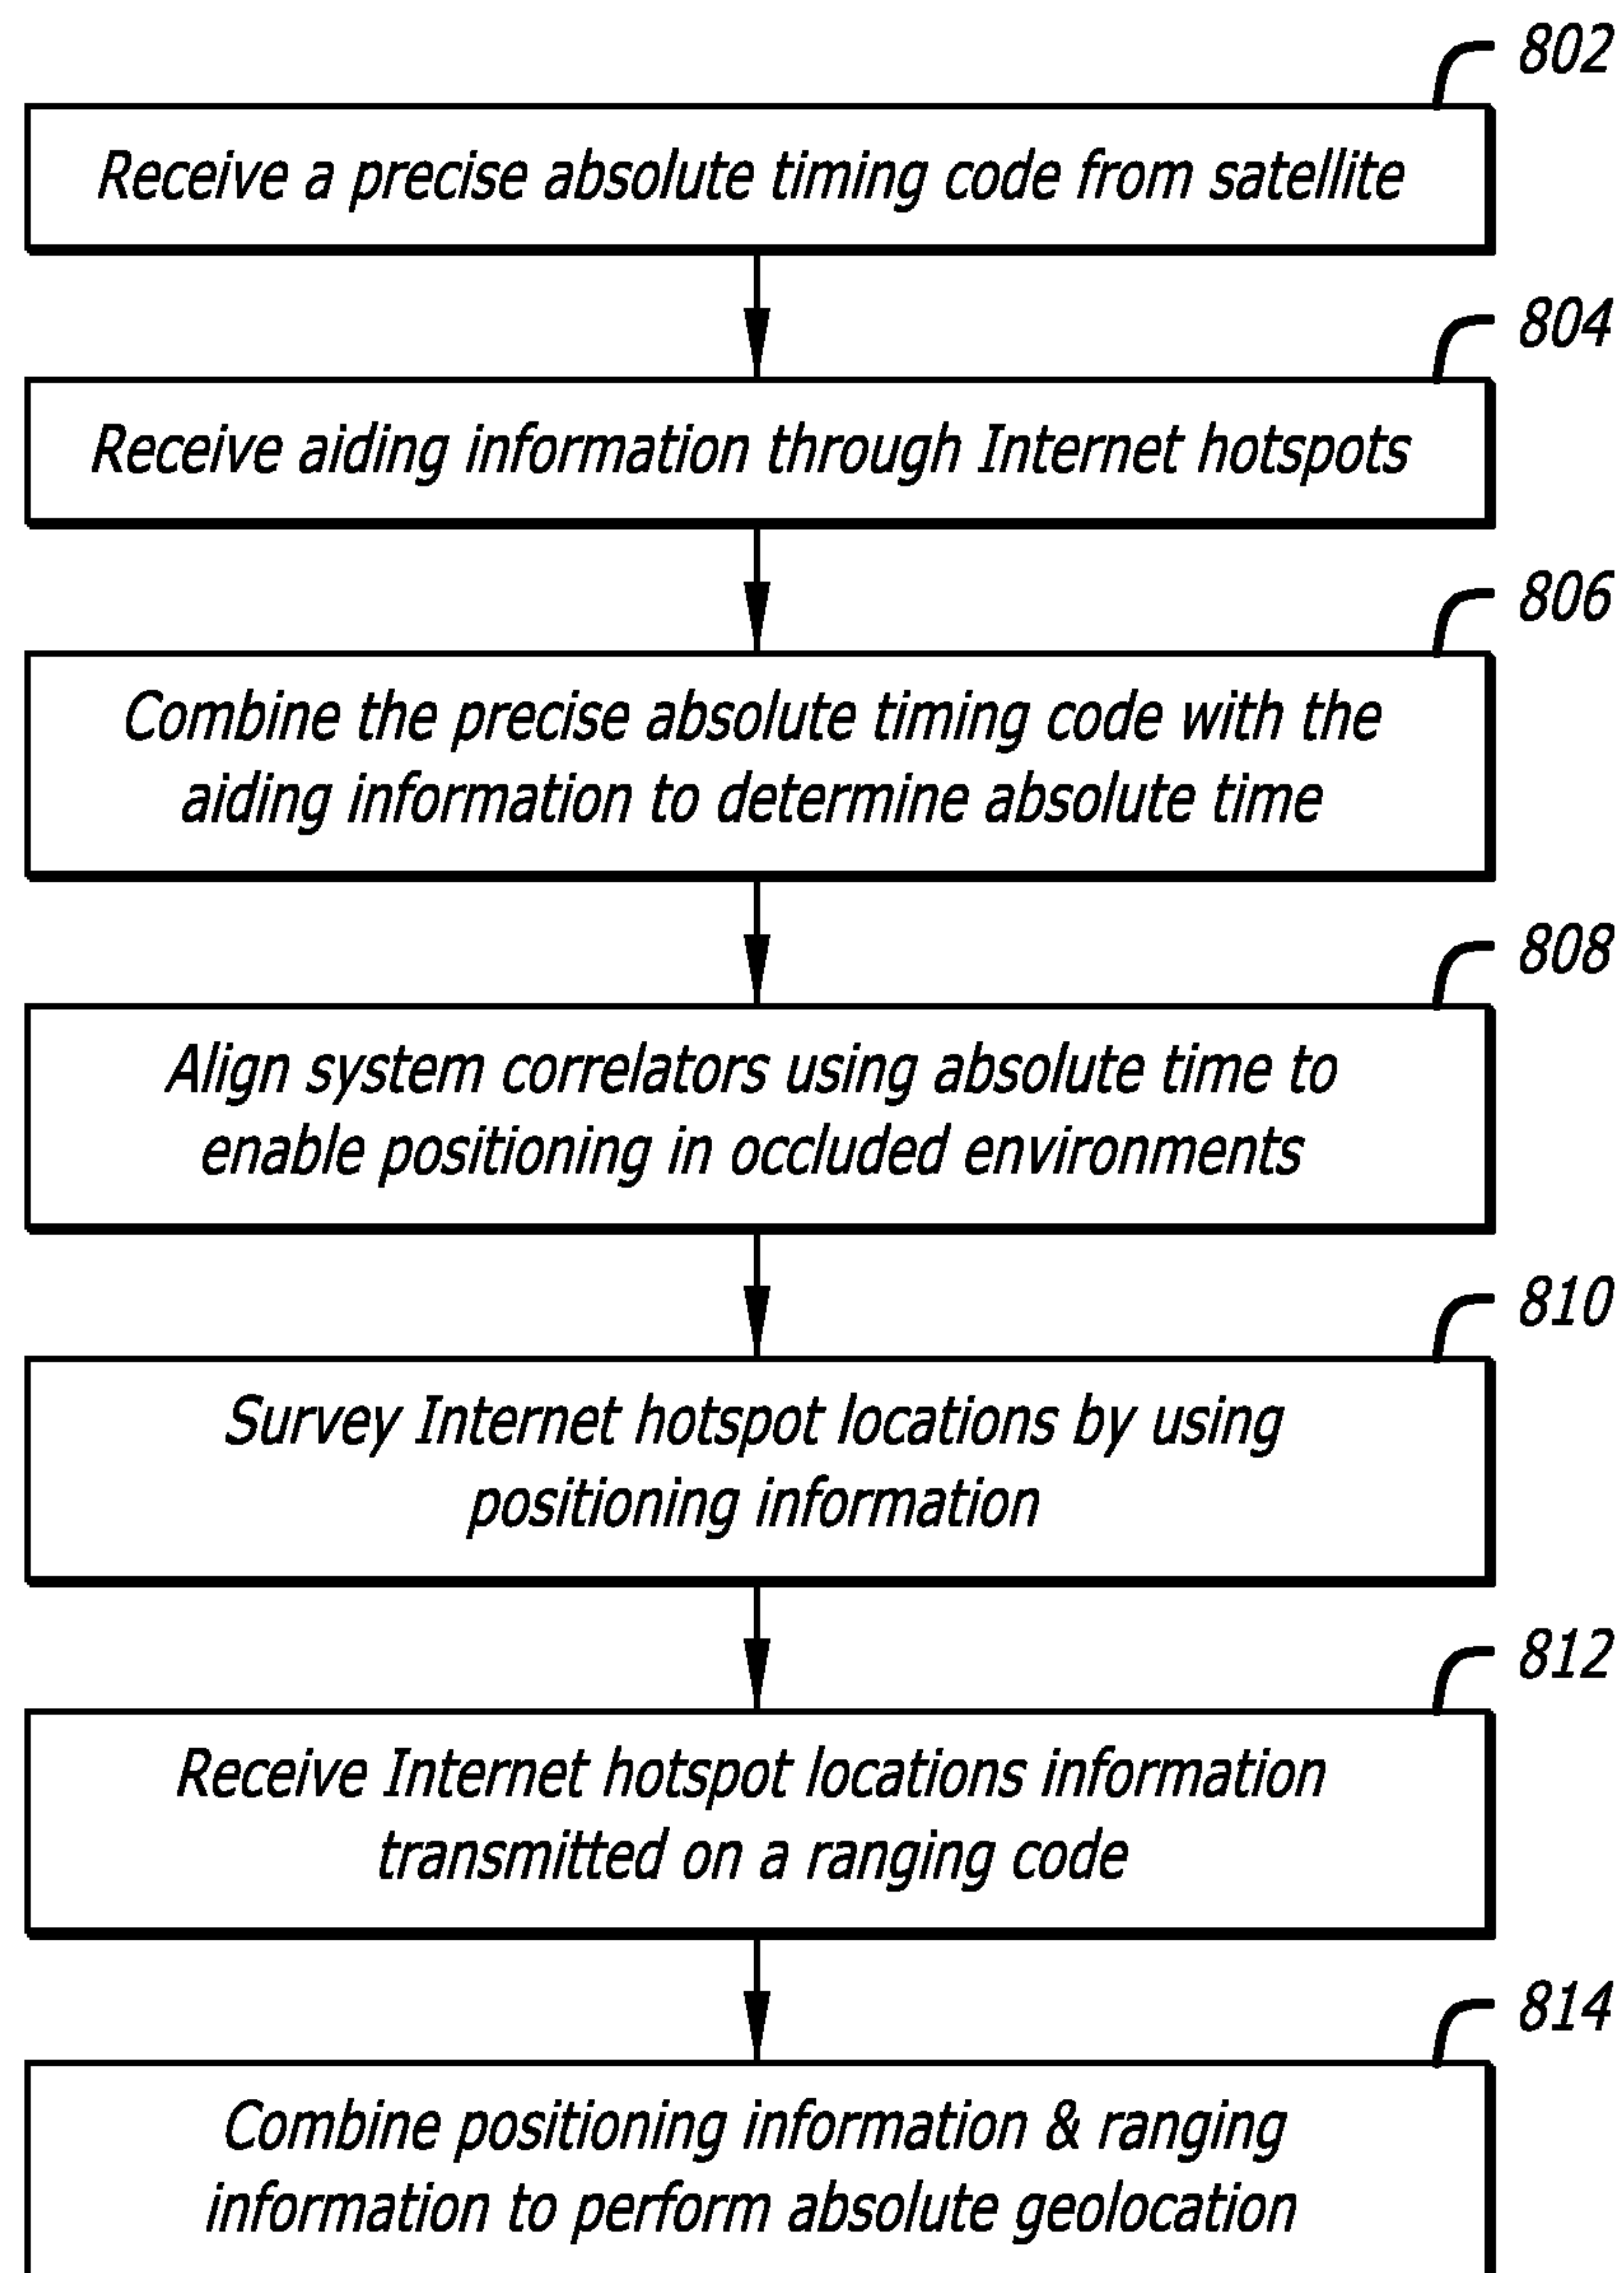 802
Receive a precise absolute timing code from satellite
804
Receive aiding information through Internet hotspots
806
Combine the precise absolute timing code with the
aiding information to determine absolute time
808
Align system correlators using absolute time to
enable positioning in occluded environments
810
Survey Internet hotspot locations by using
positioning information
812
Receive Internet hotspot locations information
transmitted on a ranging code
814
Combine positioning information & ranging
information to perform absolute geolocation